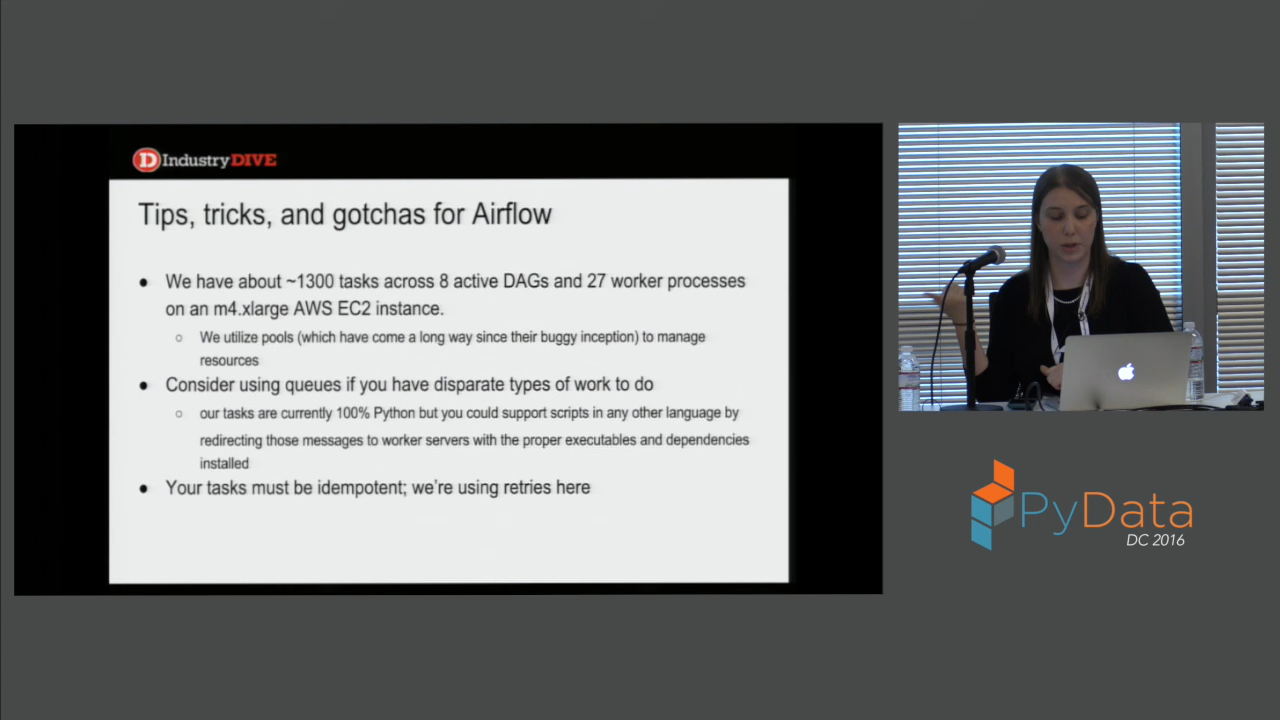 D IndustryDIVE
Tips, tricks, and gotchas for Airflow
● We have about ~1300 tasks across 8 active DAGs and 27 worker processes
on an m4.xlarge AWS EC2 instance.
○ We utilize pools (which have come a long way since their buggy inception) to manage
resources
● Consider using queues if you have disparate types of work to do
○ our tasks are currently 100% Python but you could support scripts in any other language by
redirecting those messages to worker servers with the proper executables and dependencies
installed
● Your tasks must be idempotent; we're using retries here
PyData
DC 2016